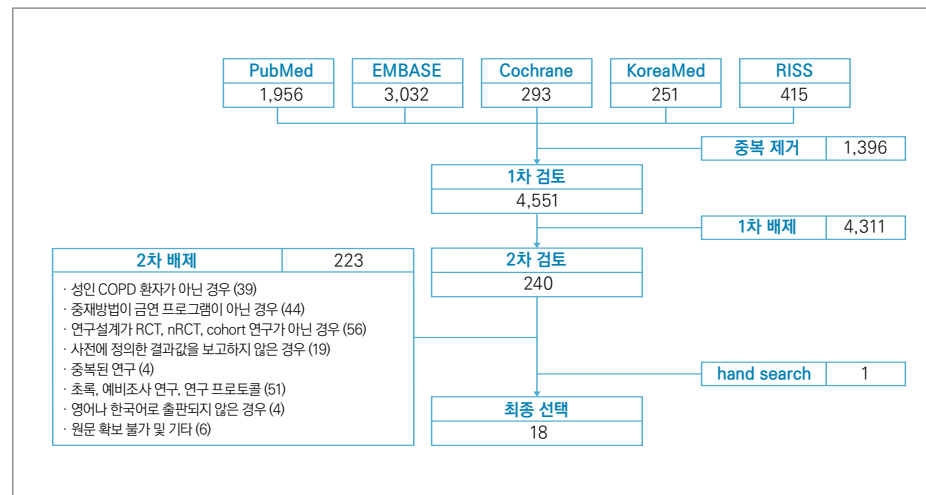 PubMed
1,956
EMBASE
3,032
Cochrane
293
KoreaMed
251
RISS
415
중복 제거 1,396
1차 검토
4,551
1차 배제 4,311
2차 검토
240
2차 배제 223
· 성인 COPD 환자가 아닌 경우 (39)
· 중재방법이 금연 프로그램이 아닌 경우 (44)
· 연구설계가 RCT, nRCT, cohort 연구가 아닌 경우 (56)
· 사전에 정의한 결과값을 보고하지 않은 경우 (19)
· 중복된 연구 (4)
· 초록, 예비조사 연구, 연구 프로토콜 (51)
· 영어나 한국어로 출판되지 않은 경우 (4)
· 원문 확보 불가 및 기타 (6)
hand search 1
최종 선택
18